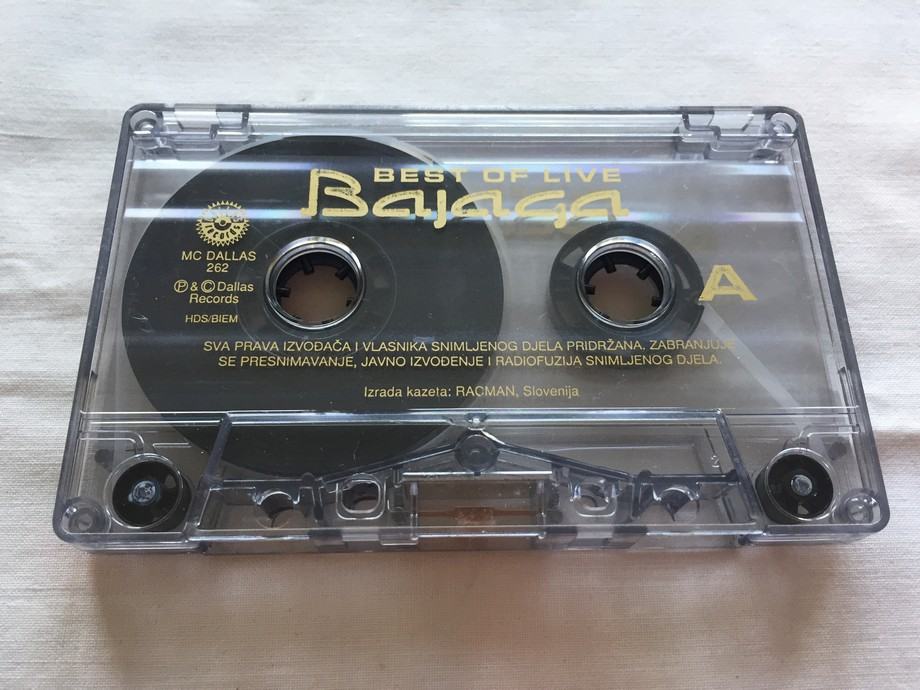 BEST OF LIVE
Bajaga
MC DALLAS
262
Ⓟ & © Dallas
Records
HDS/BIEM
A
SVA PRAVA IZVOĐAČA I VLASNIKA SNIMLJENOG DJELA PRIDRŽANA. ZABRANJUJE
SE PRESNIMAVANJE, JAVNO IZVOĐENJE I RADIOFUZIJA SNIMLJENOG DJELA.
Izrada kazeta: RACMAN, Slovenija